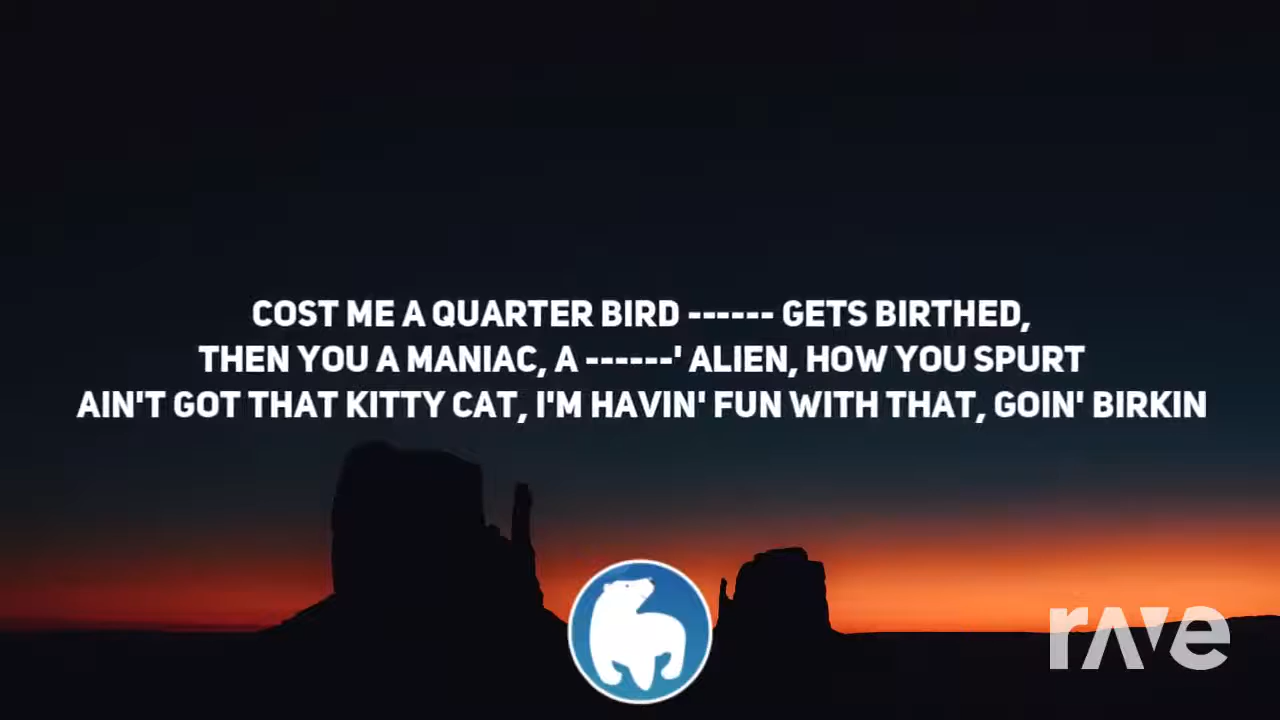 COST ME A QUARTER BIRD ------ GETS BIRTHED,
THEN YOU A MANIAC, A ------' ALIEN, HOW YOU SPURT
AIN'T GOT THAT KITTY CAT, I'M HAVIN' FUN WITH THAT, GOIN' BIRKIN
rave